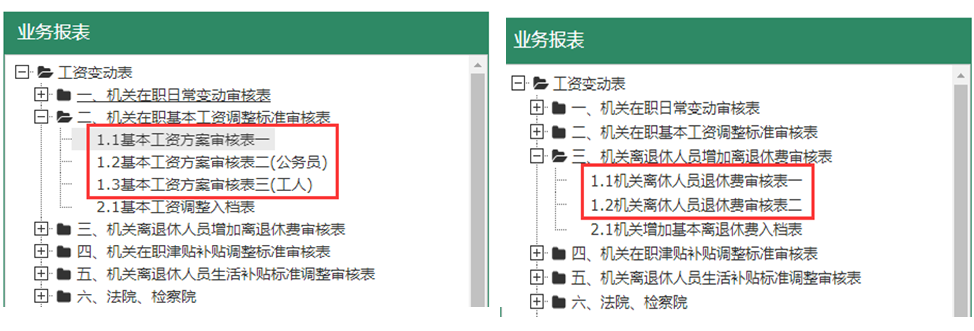 业务报表
工资变动表
一、机关在职日常变动审核表
二、机关在职基本工资调整标准审核表
1.1基本工资方案审核表一
1.2基本工资方案审核表二(公务员)
1.3基本工资方案审核表三(工人)
2.1基本工资调整入档表
三、机关离退休人员增加离退休费审核表
四、机关在职津贴补贴调整标准审核表
五、机关离退休人员生活补贴标准调整审核表
六、法院、检察院
业务报表
工资变动表
一、机关在职日常变动审核表
二、机关在职基本工资调整标准审核表
三、机关离退休人员增加离退休费审核表
1.1机关离休人员退休费审核表一
1.2机关离休人员退休费审核表二
2.1机关增加基本离退休费入档表
四、机关在职津贴补贴调整标准审核表
五、机关离退休人员生活补贴标准调整审核表
六、法院、检察院